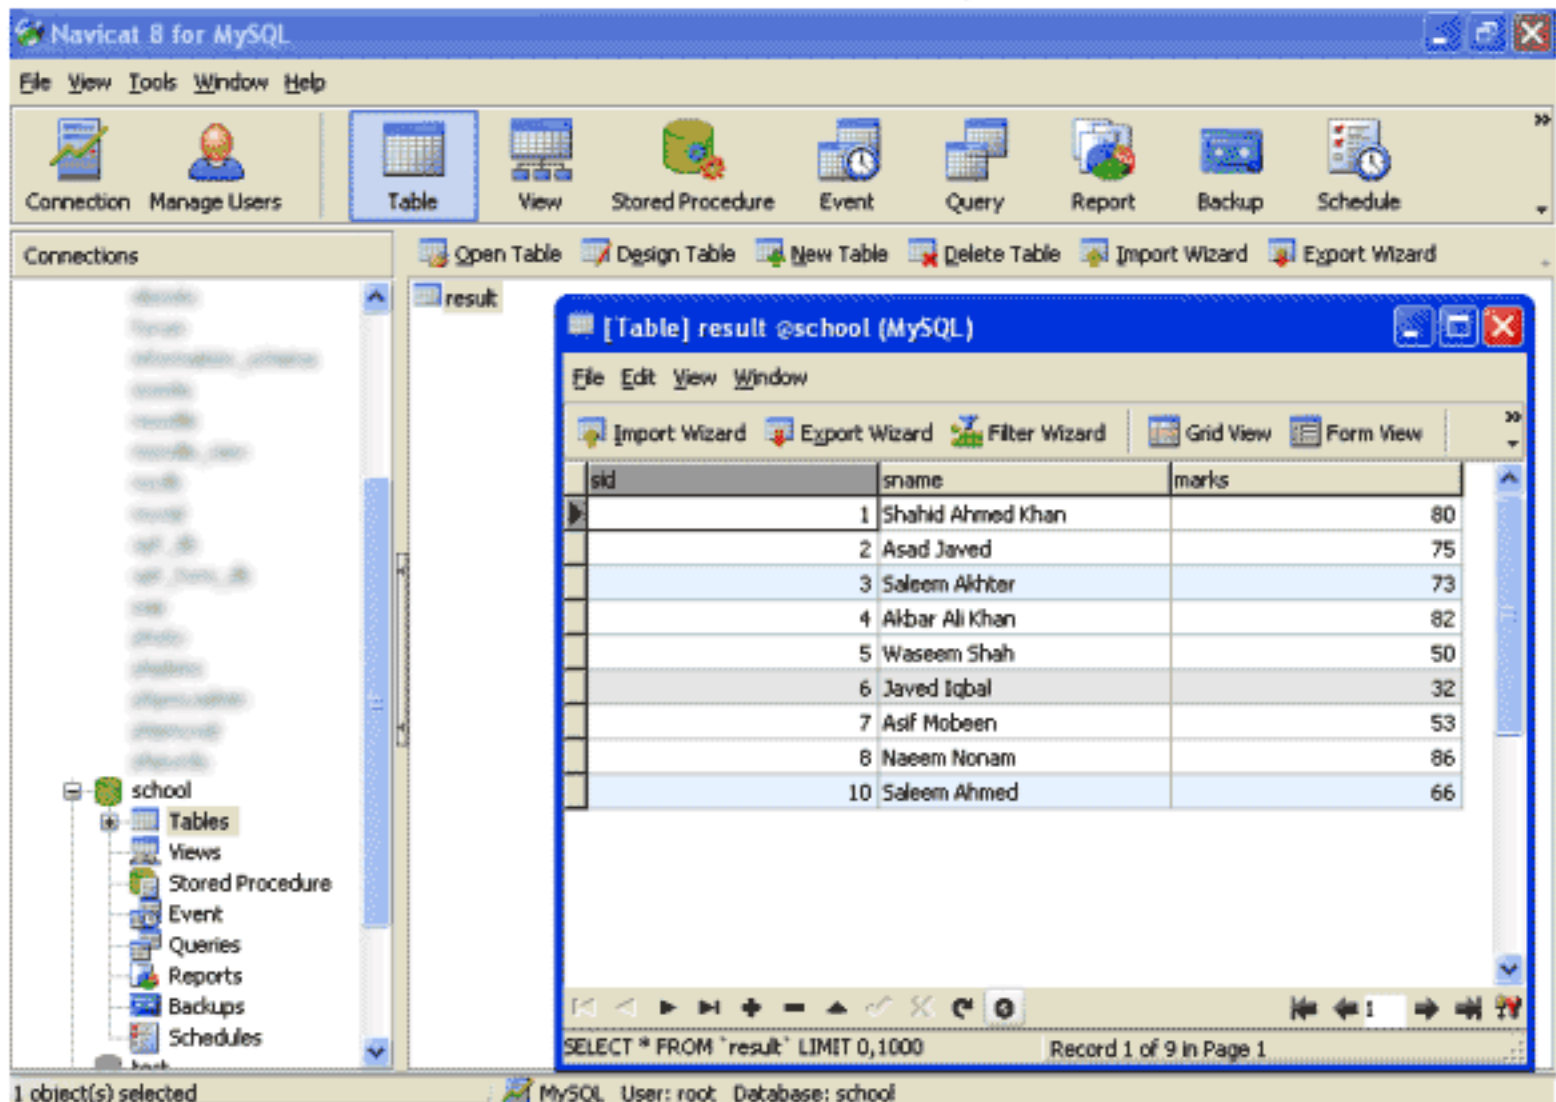 Navicat 8 for MySQL
File View Tools Window Help
Connection Manage Users Table View Stored Procedure Event Query Report Backup Schedule
Connections
Open Table Design Table New Table Delete Table Import Wizard Export Wizard
result
school
Tables
Views
Stored Procedure
Event
Queries
Reports
Backups
Schedules
[Table] result @school (MySQL)
File Edit View Window
Import Wizard Export Wizard Filter Wizard Grid View Form View
sid sname marks
1 Shahid Ahmed Khan 80
2 Asad Javed 75
3 Saleem Akhter 73
4 Akbar Ali Khan 82
5 Waseem Shah 50
6 Javed Iqbal 32
7 Asif Mobeen 53
8 Naeem Nonam 86
10 Saleem Ahmed 66
1
SELECT * FROM `result` LIMIT 0,1000 Record 1 of 9 in Page 1
1 object(s) selected MySQL User: root Database: school